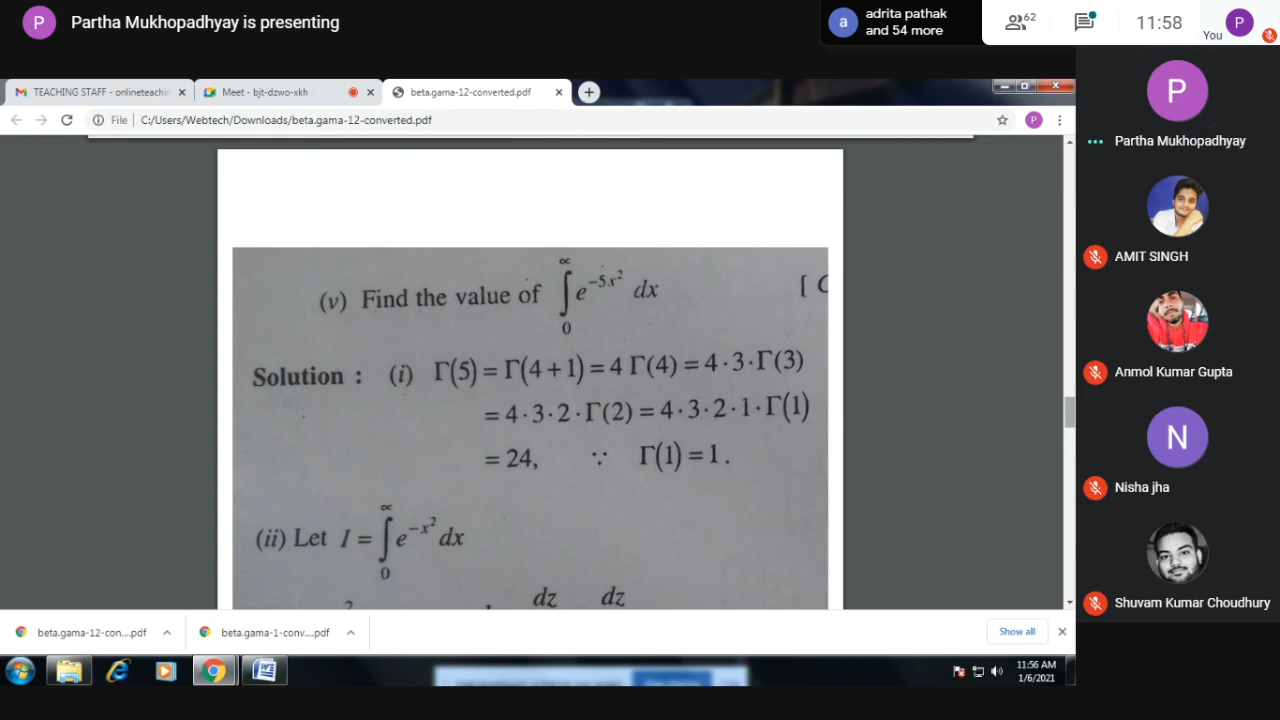 P Partha Mukhopadhyay is presenting
a adrita pathak
and 54 more
62
11:58
You P
TEACHING STAFF - onlineteachin
Meet - bjt-dzwo-xkh
beta.gama-12-converted.pdf
File C:/Users/Webtech/Downloads/beta.gama-12-converted.pdf
P
(v) Find the value of ∫₀^∝ e^{-5x²} dx [ C
Solution : (i) Γ(5) = Γ(4+1) = 4 Γ(4) = 4·3·Γ(3)
= 4·3·2·Γ(2) = 4·3·2·1·Γ(1)
= 24, ∵ Γ(1) = 1.
(ii) Let I = ∫₀^∝ e^{-x²} dx
2 dz dz
beta.gama-12-con....pdf
beta.gama-1-conv....pdf
Show all
11:56 AM
1/6/2021
P
Partha Mukhopadhyay
AMIT SINGH
Anmol Kumar Gupta
N
Nisha jha
Shuvam Kumar Choudhury